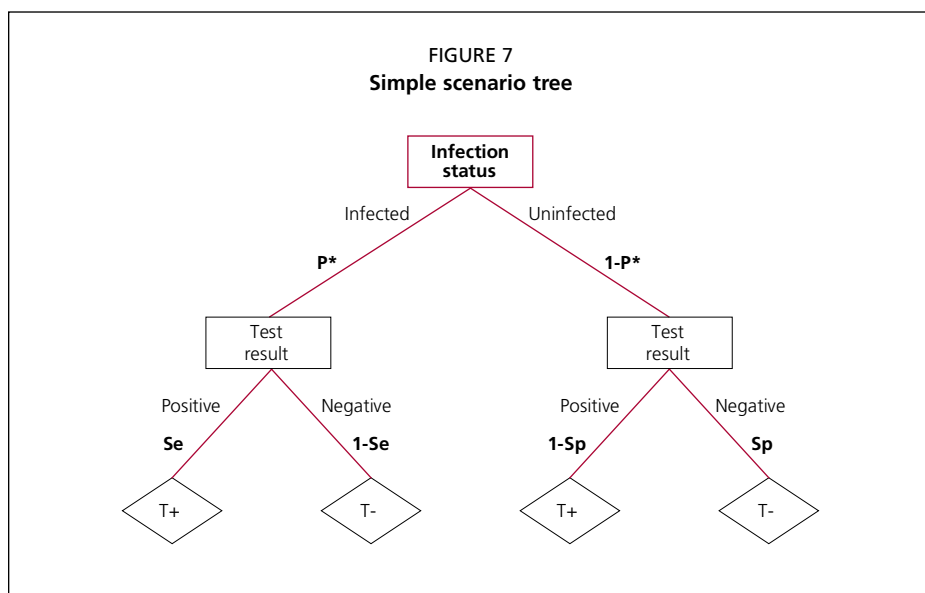 FIGURE 7
Simple scenario tree
Infection
status
Infected
Uninfected
P*
1-P*
Test
result
Test
result
Positive
Negative
Positive
Negative
Se
1-Se
1-Sp
Sp
T+
T-
T+
T-